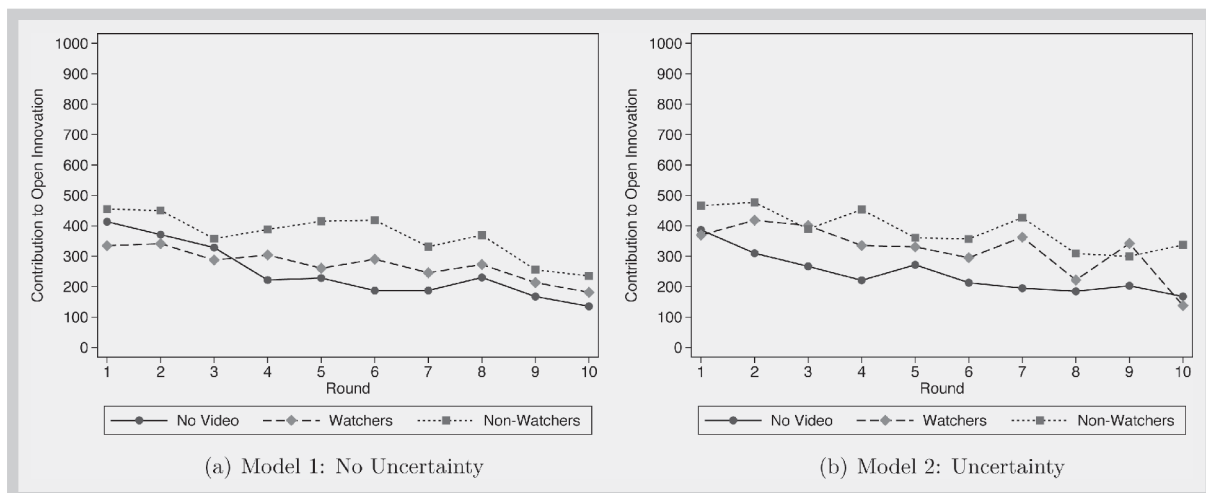 Contribution to Open Innovation
1000
900
800
700
600
500
400
300
200
100
0
1 2 3 4 5 6 7 8 9 10
Round
No Video Watchers Non-Watchers
(a) Model 1: No Uncertainty
Contribution to Open Innovation
1000
900
800
700
600
500
400
300
200
100
0
1 2 3 4 5 6 7 8 9 10
Round
No Video Watchers Non-Watchers
(b) Model 2: Uncertainty